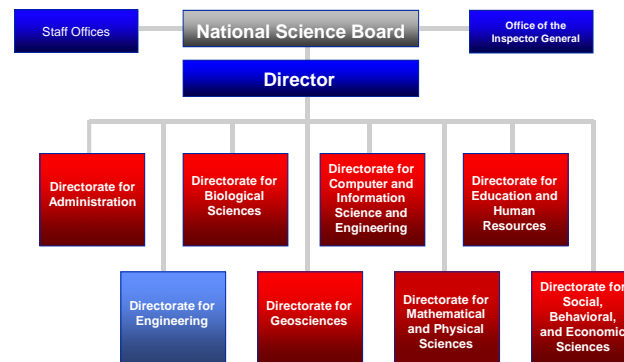 Staff Offices
National Science Board
Office of the
Inspector General
Director
Directorate for
Administration
Directorate for
Biological
Sciences
Directorate for
Computer and
Information
Science and
Engineering
Directorate for
Education and
Human
Resources
Directorate for
Engineering
Directorate for
Geosciences
Directorate for
Mathematical
and Physical
Sciences
Directorate for
Social,
Behavioral,
and Economic
Sciences